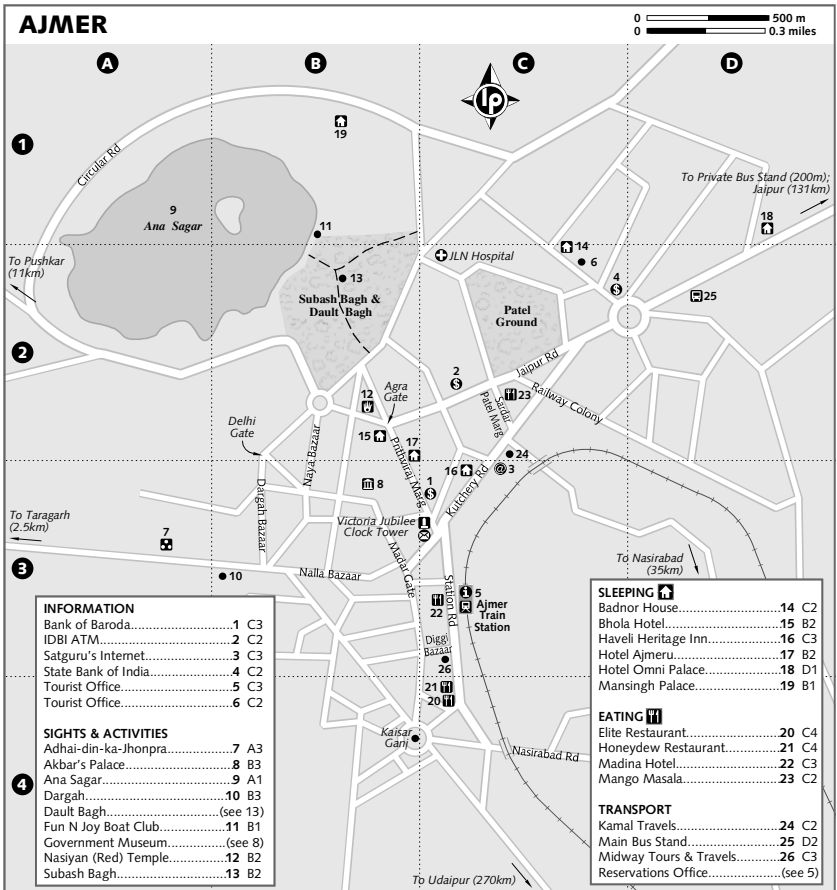 AJMER
0 500 m
0 0.3 miles
A
B
C
D
1
2
3
4
lp
Circular Rd
19
9
Ana Sagar
11
To Private Bus Stand (200m);
Jaipur (131km)
18
To Pushkar
(11km)
JLN Hospital
14
6
4
25
13
Subash Bagh &
Dault Bagh
Patel
Ground
Jaipur Rd
2
Agra
Gate
12
23
Railway Colony
Sardar
Patel Marg
Delhi
Gate
15
17
Naya Bazaar
Prithviraj Marg
24
16
3
8
1
Kutchery Rd
Dargah Bazaar
Victoria Jubilee
Clock Tower
To Taragarh
(2.5km)
7
To Nasirabad
(35km)
10
Nalla Bazaar
Madar Gate
Station Rd
5
Ajmer
Train
Station
22
Diggi
Bazaar
26
21
20
Kaisar
Ganj
Nasirabad Rd
To Udaipur (270km)
INFORMATION
Bank of Baroda...1 C3
IDBI ATM...2 C2
Satguru's Internet...3 C3
State Bank of India...4 C2
Tourist Office...5 C3
Tourist Office...6 C2
SIGHTS & ACTIVITIES
Adhai-din-ka-Jhonpra...7 A3
Akbar's Palace...8 B3
Ana Sagar...9 A1
Dargah...10 B3
Dault Bagh...(see 13)
Fun N Joy Boat Club...11 B1
Government Museum...(see 8)
Nasiyan (Red) Temple...12 B2
Subash Bagh...13 B2
SLEEPING
Badnor House...14 C2
Bhola Hotel...15 B2
Haveli Heritage Inn...16 C3
Hotel Ajmeru...17 B2
Hotel Omni Palace...18 D1
Mansingh Palace...19 B1
EATING
Elite Restaurant...20 C4
Honeydew Restaurant...21 C4
Madina Hotel...22 C3
Mango Masala...23 C2
TRANSPORT
Kamal Travels...24 C2
Main Bus Stand...25 D2
Midway Tours & Travels...26 C3
Reservations Office...(see 5)